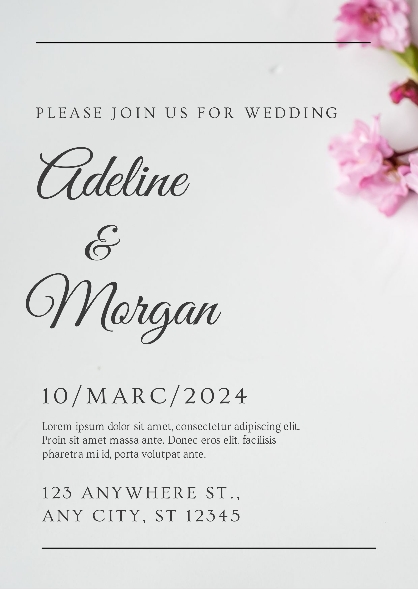 PLEASE JOIN US FOR WEDDING
Adeline
&
Morgan
10/MARC/2024
Lorem ipsum dolor sit amet, consectetur adipiscing elit.
Proin sit amet massa ante. Donec eros elit, facilisis
pharetra mi id, porta volutpat ante.
123 ANYWHERE ST.,
ANY CITY, ST 12345